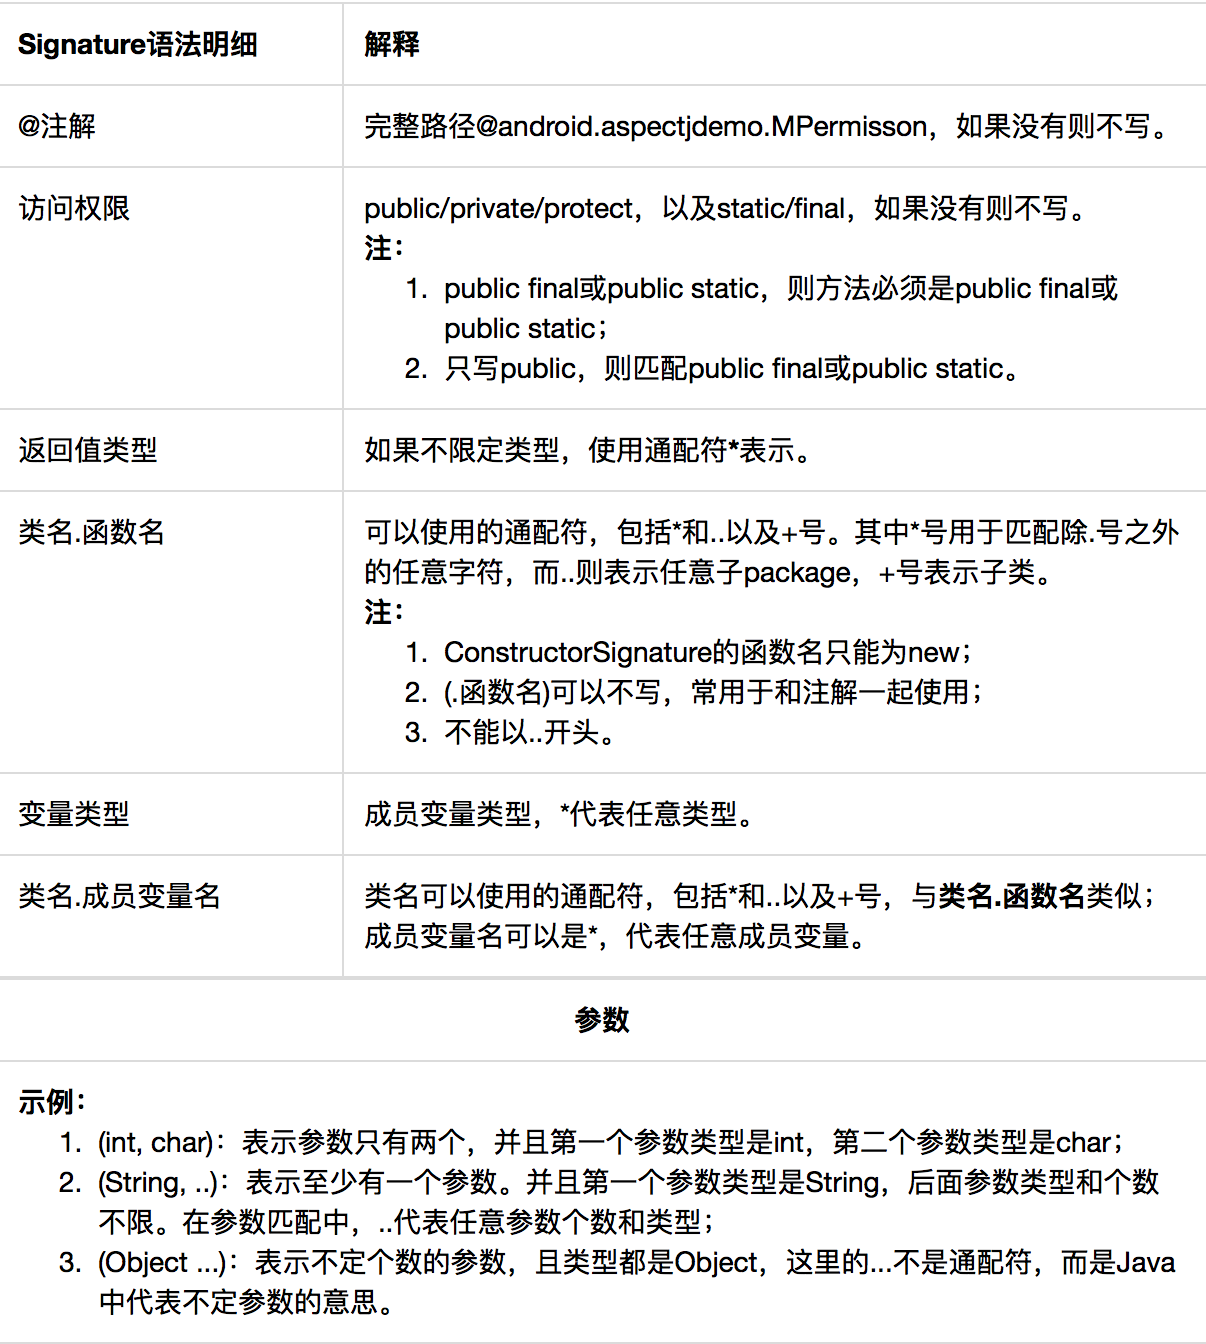 Signature语法明细 解释
@注解 完整路径@android.aspectjdemo.MPermisson，如果没有则不写。
访问权限 public/private/protect，以及static/final，如果没有则不写。
注：
1. public final或public static，则方法必须是public final或
public static；
2. 只写public，则匹配public final或public static。
返回值类型 如果不限定类型，使用通配符*表示。
类名.函数名 可以使用的通配符，包括*和..以及+号。其中*号用于匹配除.号之外
的任意字符，而..则表示任意子package，+号表示子类。
注：
1. ConstructorSignature的函数名只能为new；
2. (.函数名)可以不写，常用于和注解一起使用；
3. 不能以..开头。
变量类型 成员变量类型，*代表任意类型。
类名.成员变量名 类名可以使用的通配符，包括*和..以及+号，与类名.函数名类似；
成员变量名可以是*，代表任意成员变量。
参数
示例：
1. (int, char)：表示参数只有两个，并且第一个参数类型是int，第二个参数类型是char；
2. (String, ..)：表示至少有一个参数。并且第一个参数类型是String，后面参数类型和个数
不限。在参数匹配中，..代表任意参数个数和类型；
3. (Object ...)：表示不定个数的参数，且类型都是Object，这里的...不是通配符，而是Java
中代表不定参数的意思。